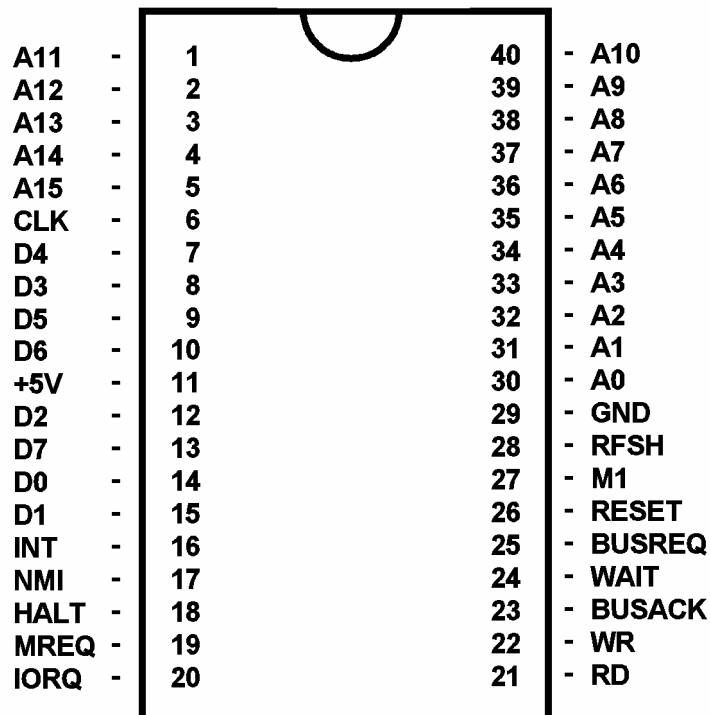 A11 - 1 40 - A10
A12 - 2 39 - A9
A13 - 3 38 - A8
A14 - 4 37 - A7
A15 - 5 36 - A6
CLK - 6 35 - A5
D4 - 7 34 - A4
D3 - 8 33 - A3
D5 - 9 32 - A2
D6 - 10 31 - A1
+5V - 11 30 - A0
D2 - 12 29 - GND
D7 - 13 28 - RFSH
D0 - 14 27 - M1
D1 - 15 26 - RESET
INT - 16 25 - BUSREQ
NMI - 17 24 - WAIT
HALT - 18 23 - BUSACK
MREQ - 19 22 - WR
IORQ - 20 21 - RD